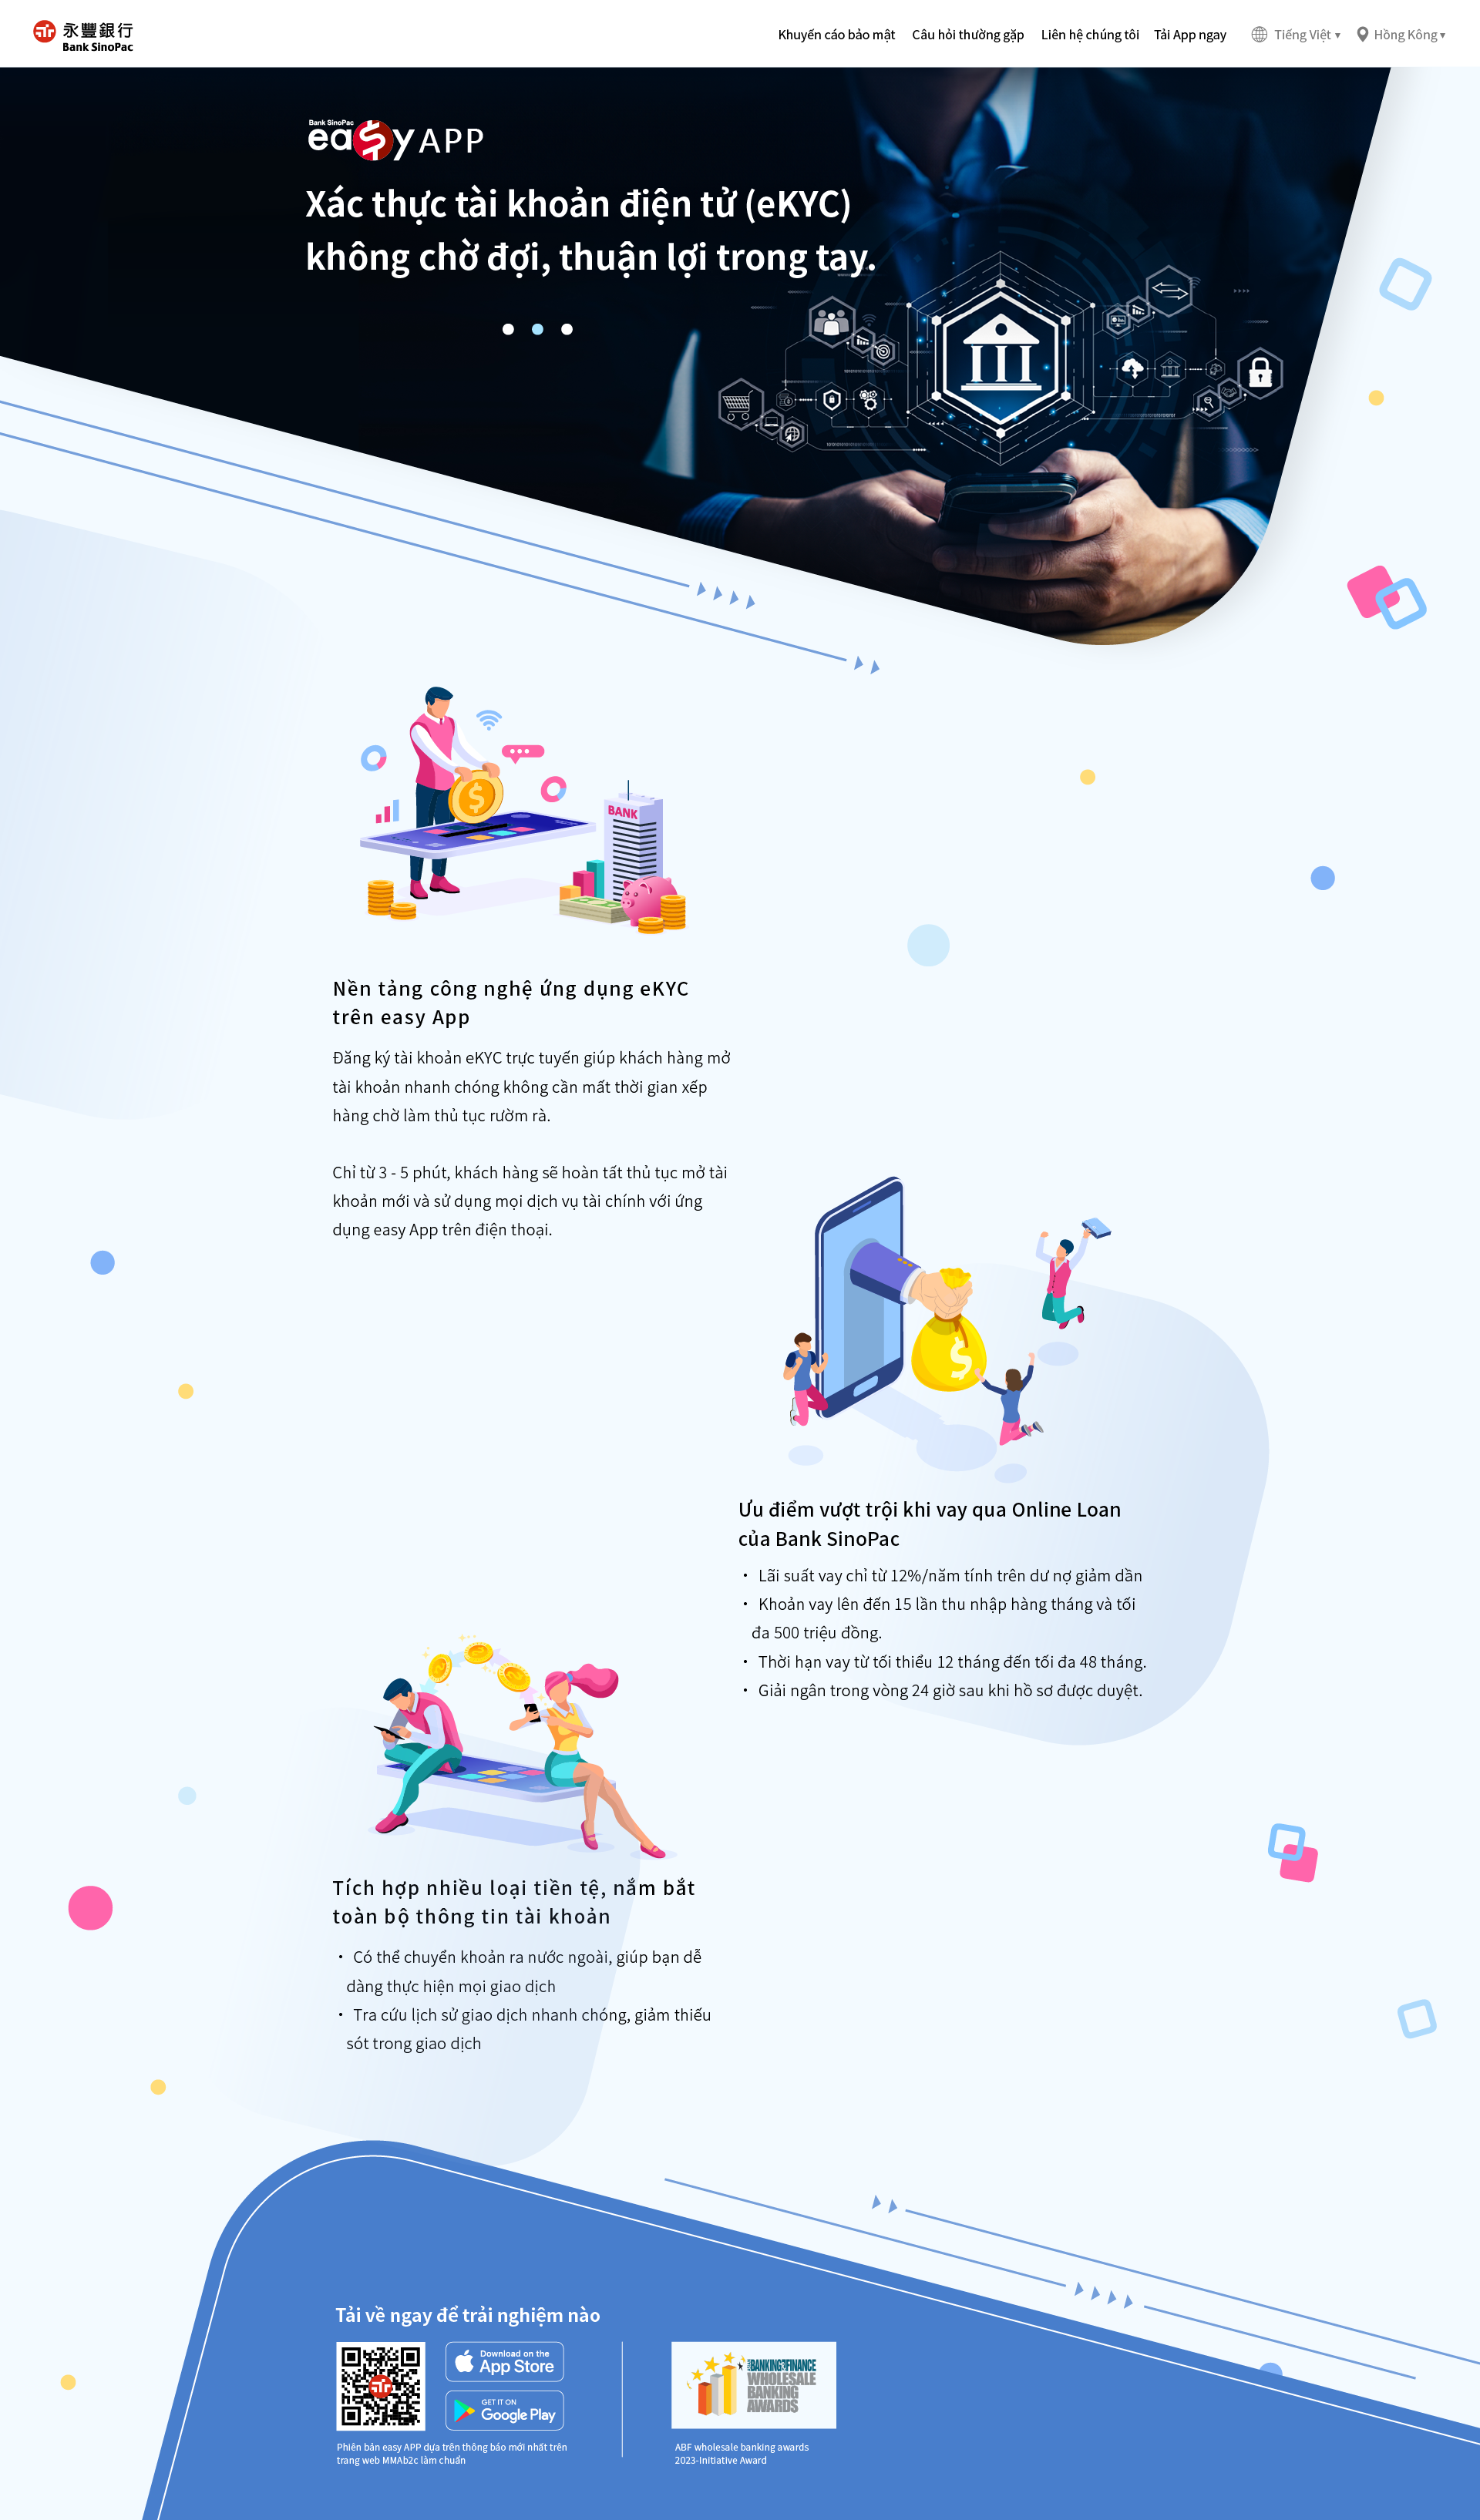 永豐銀行
Bank SinoPac
Khuyến cáo bảo mật
Câu hỏi thường gặp
Liên hệ chúng tôi
Tải App ngay
Tiếng Việt
Hồng Kông
Bank SinoPac
easy APP
Xác thực tài khoản điện tử (eKYC)
không chờ đợi, thuận lợi trong tay.
BANK
Nền tảng công nghệ ứng dụng eKYC
trên easy App
Đăng ký tài khoản eKYC trực tuyến giúp khách hàng mở
tài khoản nhanh chóng không cần mất thời gian xếp
hàng chờ làm thủ tục rườm rà.
Chỉ từ 3 - 5 phút, khách hàng sẽ hoàn tất thủ tục mở tài
khoản mới và sử dụng mọi dịch vụ tài chính với ứng
dụng easy App trên điện thoại.
Ưu điểm vượt trội khi vay qua Online Loan
của Bank SinoPac
• Lãi suất vay chỉ từ 12%/năm tính trên dư nợ giảm dần
• Khoản vay lên đến 15 lần thu nhập hàng tháng và tối
đa 500 triệu đồng.
• Thời hạn vay từ tối thiểu 12 tháng đến tối đa 48 tháng.
• Giải ngân trong vòng 24 giờ sau khi hồ sơ được duyệt.
Tích hợp nhiều loại tiền tệ, nắm bắt
toàn bộ thông tin tài khoản
• Có thể chuyển khoản ra nước ngoài, giúp bạn dễ
dàng thực hiện mọi giao dịch
• Tra cứu lịch sử giao dịch nhanh chóng, giảm thiếu
sót trong giao dịch
Tải về ngay để trải nghiệm nào
Download on the
App Store
GET IT ON
Google Play
Phiên bản easy APP dựa trên thông báo mới nhất trên
trang web MMAb2c làm chuẩn
BANKING&FINANCE
WHOLESALE
BANKING
AWARDS
ABF wholesale banking awards
2023-Initiative Award